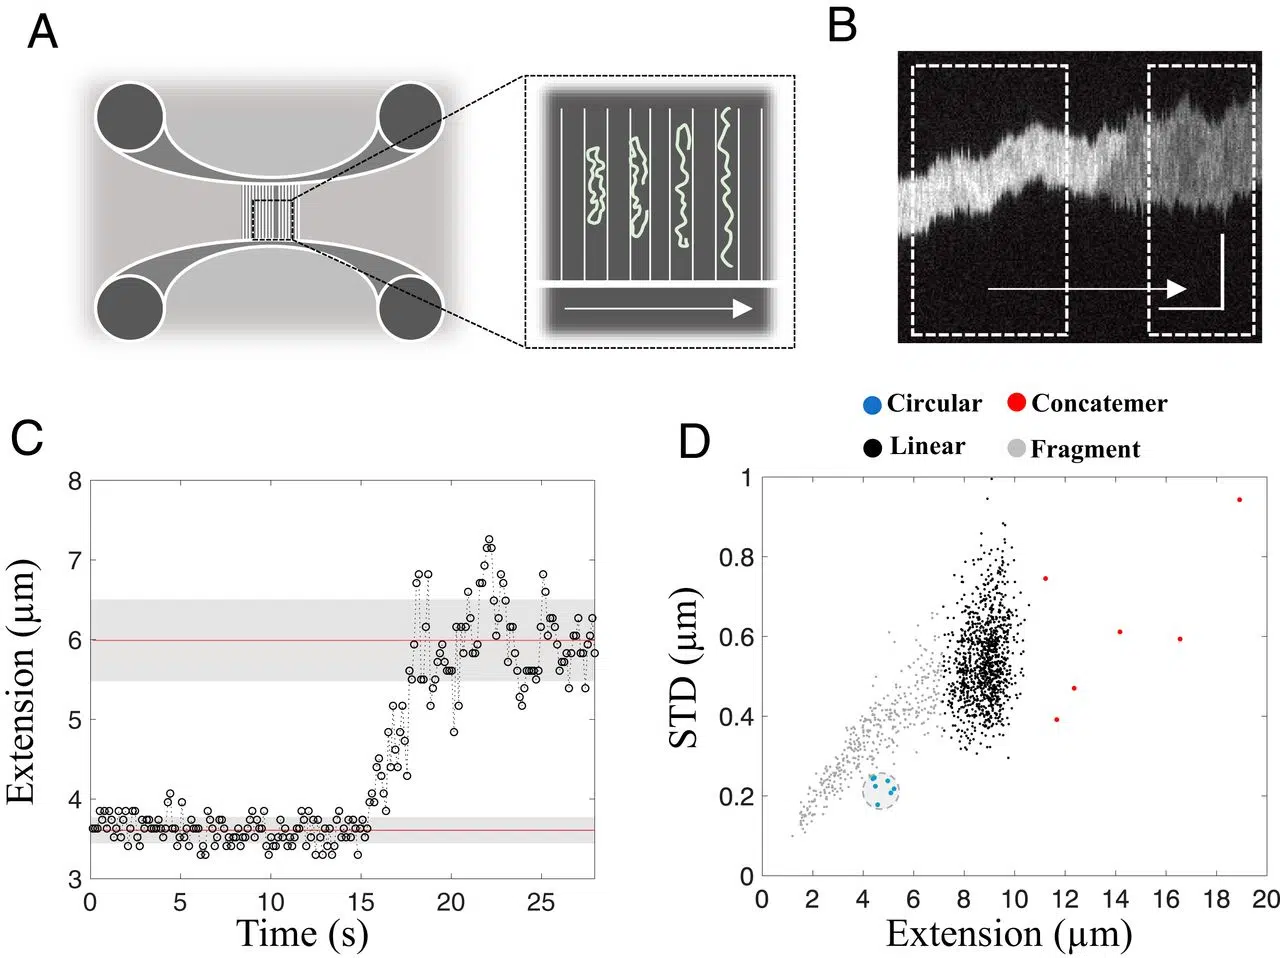 A
B
Circular
Concatemer
Linear
Fragment
C
8
7
6
5
4
3
0
5
10
15
20
25
Extension (μm)
Time (s)
D
1
0.8
0.6
0.4
0.2
0
0
2
4
6
8
10
12
14
16
18
20
STD (μm)
Extension (μm)